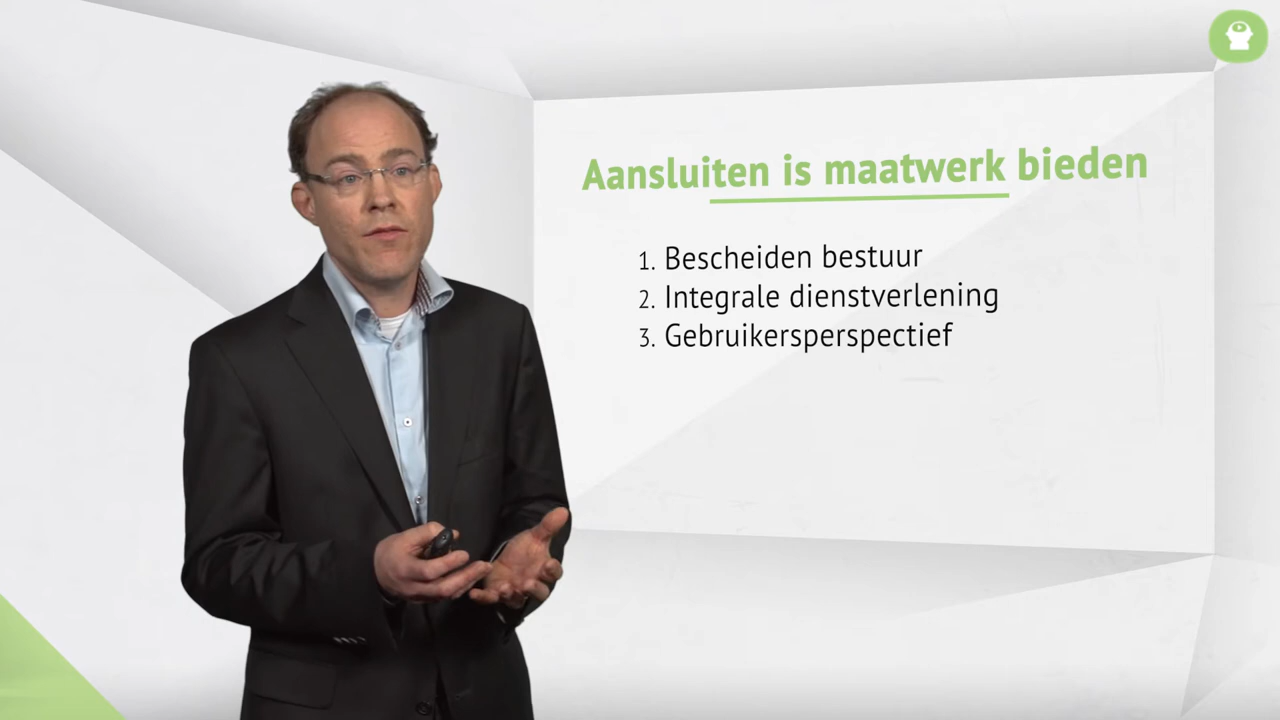 Aansluiten is maatwerk bieden
1. Bescheiden bestuur
2. Integrale dienstverlening
3. Gebruikersperspectief